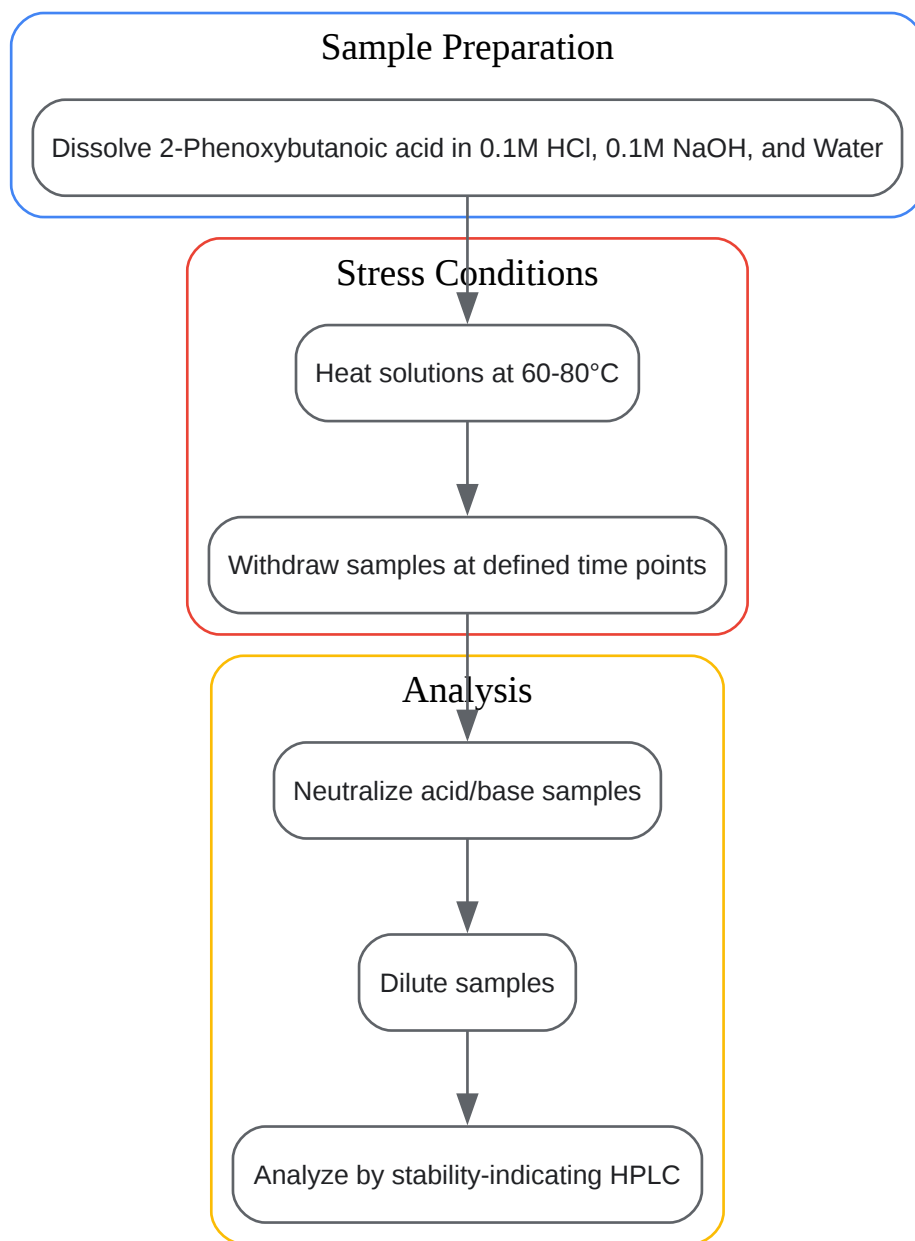 Sample Preparation
Dissolve 2-Phenoxybutanoic acid in 0.1M HCl, 0.1M NaOH, and Water
Stress Conditions
Heat solutions at 60-80°C
Withdraw samples at defined time points
Analysis
Neutralize acid/base samples
Dilute samples
Analyze by stability-indicating HPLC